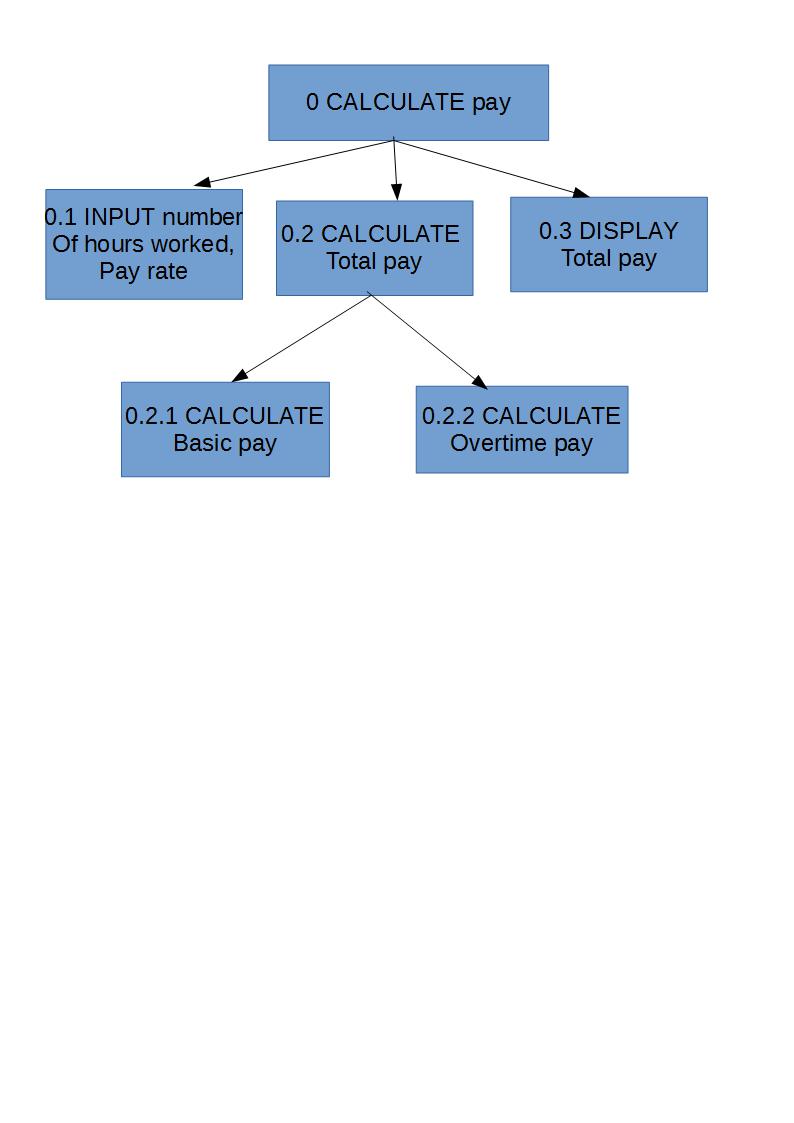 0 CALCULATE pay
0.1 INPUT number
Of hours worked,
Pay rate
0.2 CALCULATE
Total pay
0.3 DISPLAY
Total pay
0.2.1 CALCULATE
Basic pay
0.2.2 CALCULATE
Overtime pay